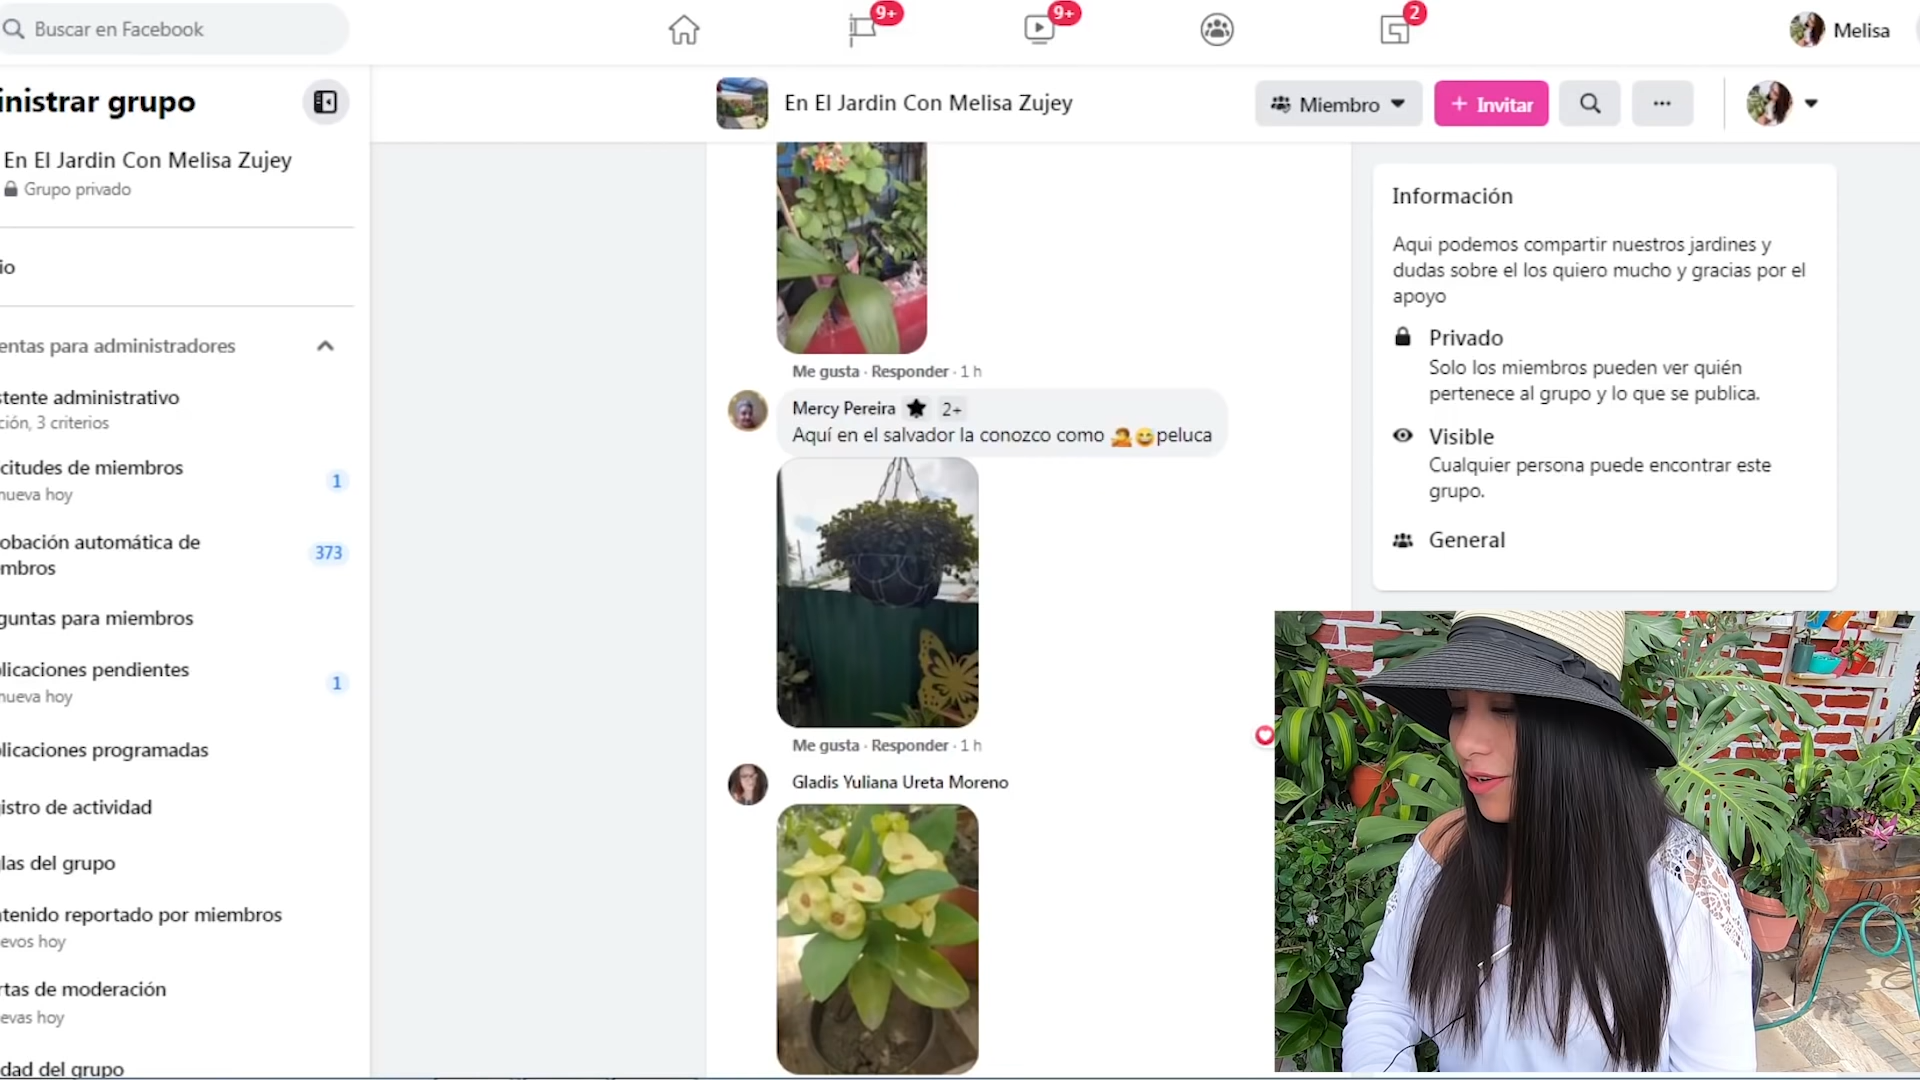 Buscar en Facebook
9+
9+
2
Melisa
inistrar grupo
En El Jardin Con Melisa Zujey
Grupo privado
io
entas para administradores
stente administrativo
ción, 3 criterios
citudes de miembros
nueva hoy
1
obación automática de
mbros
373
guntas para miembros
licaciones pendientes
nueva hoy
1
licaciones programadas
istro de actividad
las del grupo
tenido reportado por miembros
evos hoy
rtas de moderación
evas hoy
dad del grupo
En El Jardin Con Melisa Zujey
Miembro
+ Invitar
Me gusta · Responder · 1 h
Mercy Pereira 2+
Aquí en el salvador la conozco como 🙎😅peluca
Me gusta · Responder · 1 h
Gladis Yuliana Ureta Moreno
Información
Aqui podemos compartir nuestros jardines y
dudas sobre el los quiero mucho y gracias por el
apoyo
Privado
Solo los miembros pueden ver quién
pertenece al grupo y lo que se publica.
Visible
Cualquier persona puede encontrar este
grupo.
General